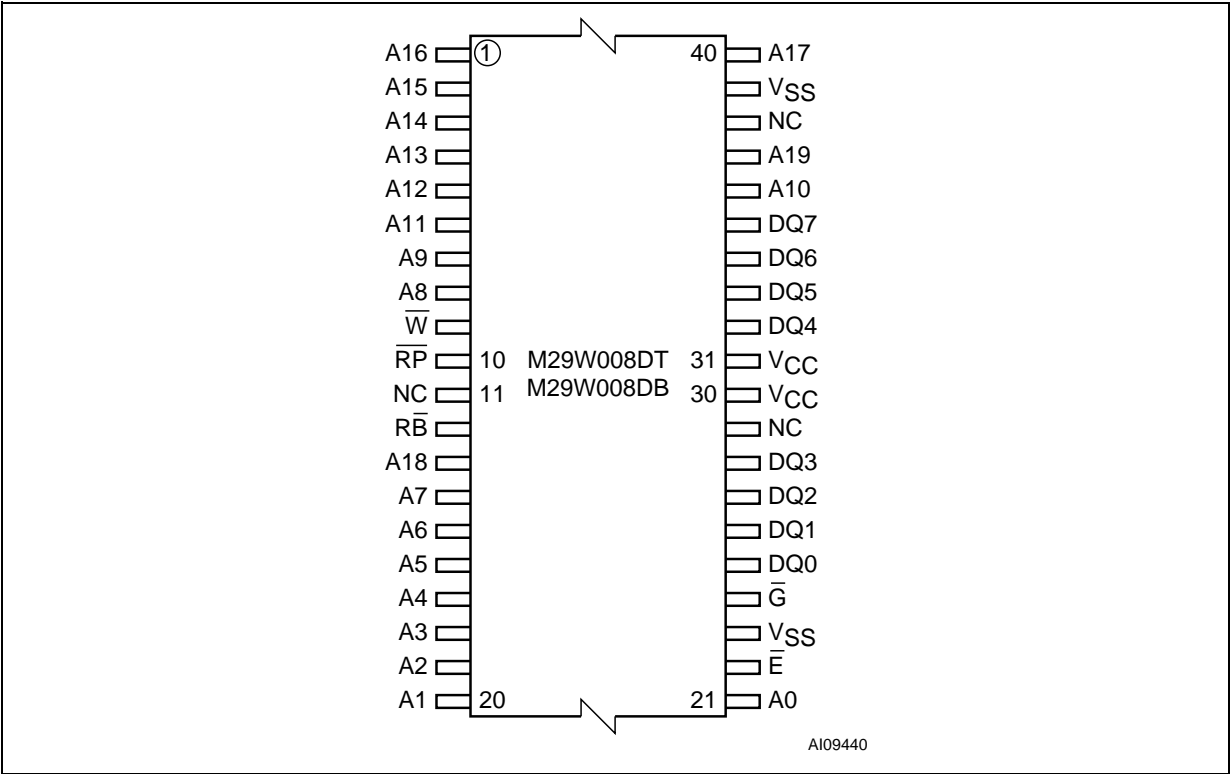 A16 ① 40 A17
A15 VSS
A14 NC
A13 A19
A12 A10
A11 DQ7
A9 DQ6
A8 DQ5
W̅ DQ4
R̅P̅ 10 M29W008DT 31 VCC
NC 11 M29W008DB 30 VCC
RB̅ NC
A18 DQ3
A7 DQ2
A6 DQ1
A5 DQ0
A4 G̅
A3 VSS
A2 E̅
A1 20 21 A0
AI09440